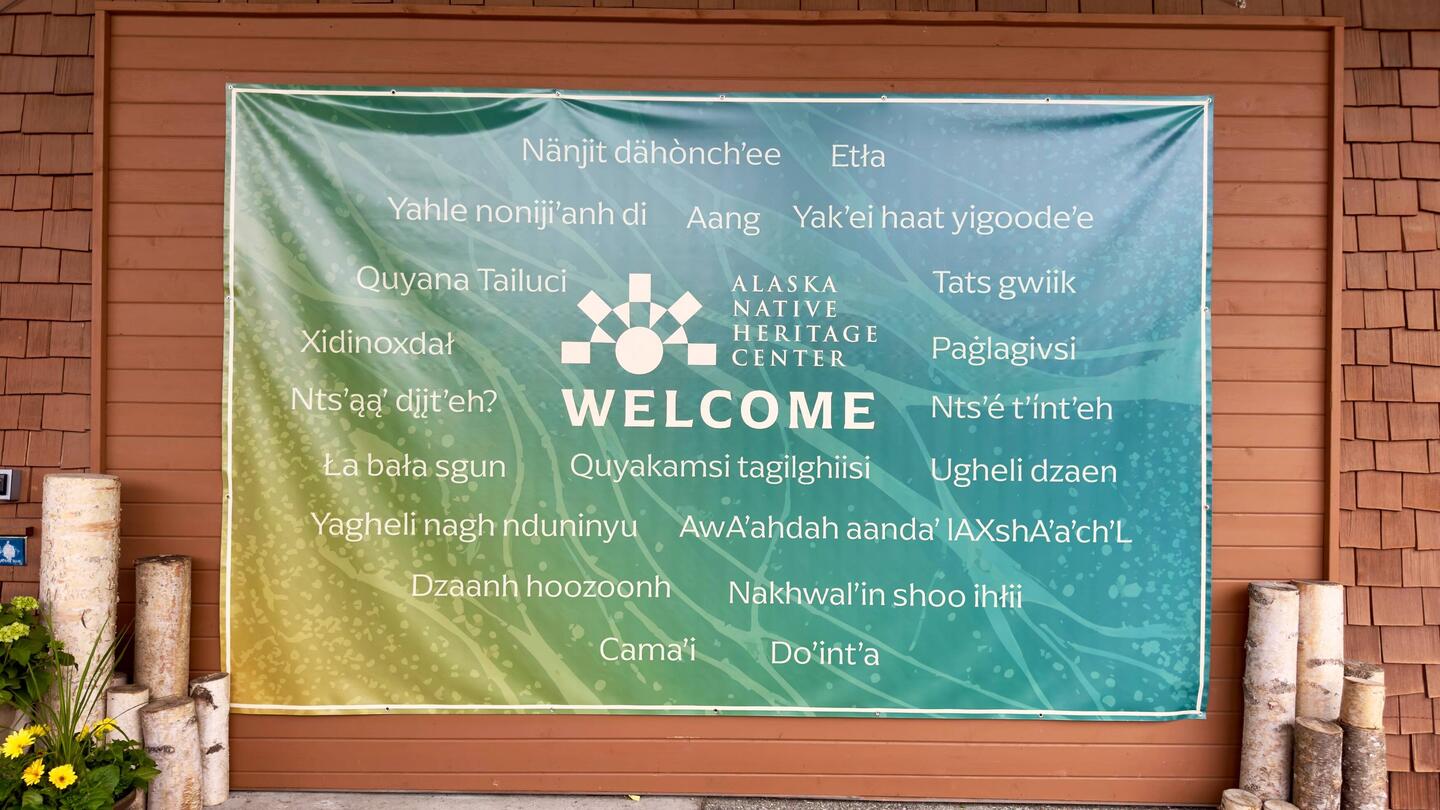 Nänjit dähònch'ee Etła
Yahle noniji'anh di Aang Yak'ei haat yigoode'e
Quyana Tailuci
ALASKA
NATIVE
HERITAGE
CENTER
Tats gwiik
Xidinoxdał
Paġlagivsi
Nts'ąą' dįįt'eh?
WELCOME
Nts'é t'ínt'eh
Ła bała sgun Quyakamsi tagilghiisi Ugheli dzaen
Yagheli nagh nduninyu AwA'ahdah aanda' lAXshA'a'ch'L
Dzaanh hoozoonh Nakhwal'in shoo ihłii
Cama'i Do'int'a